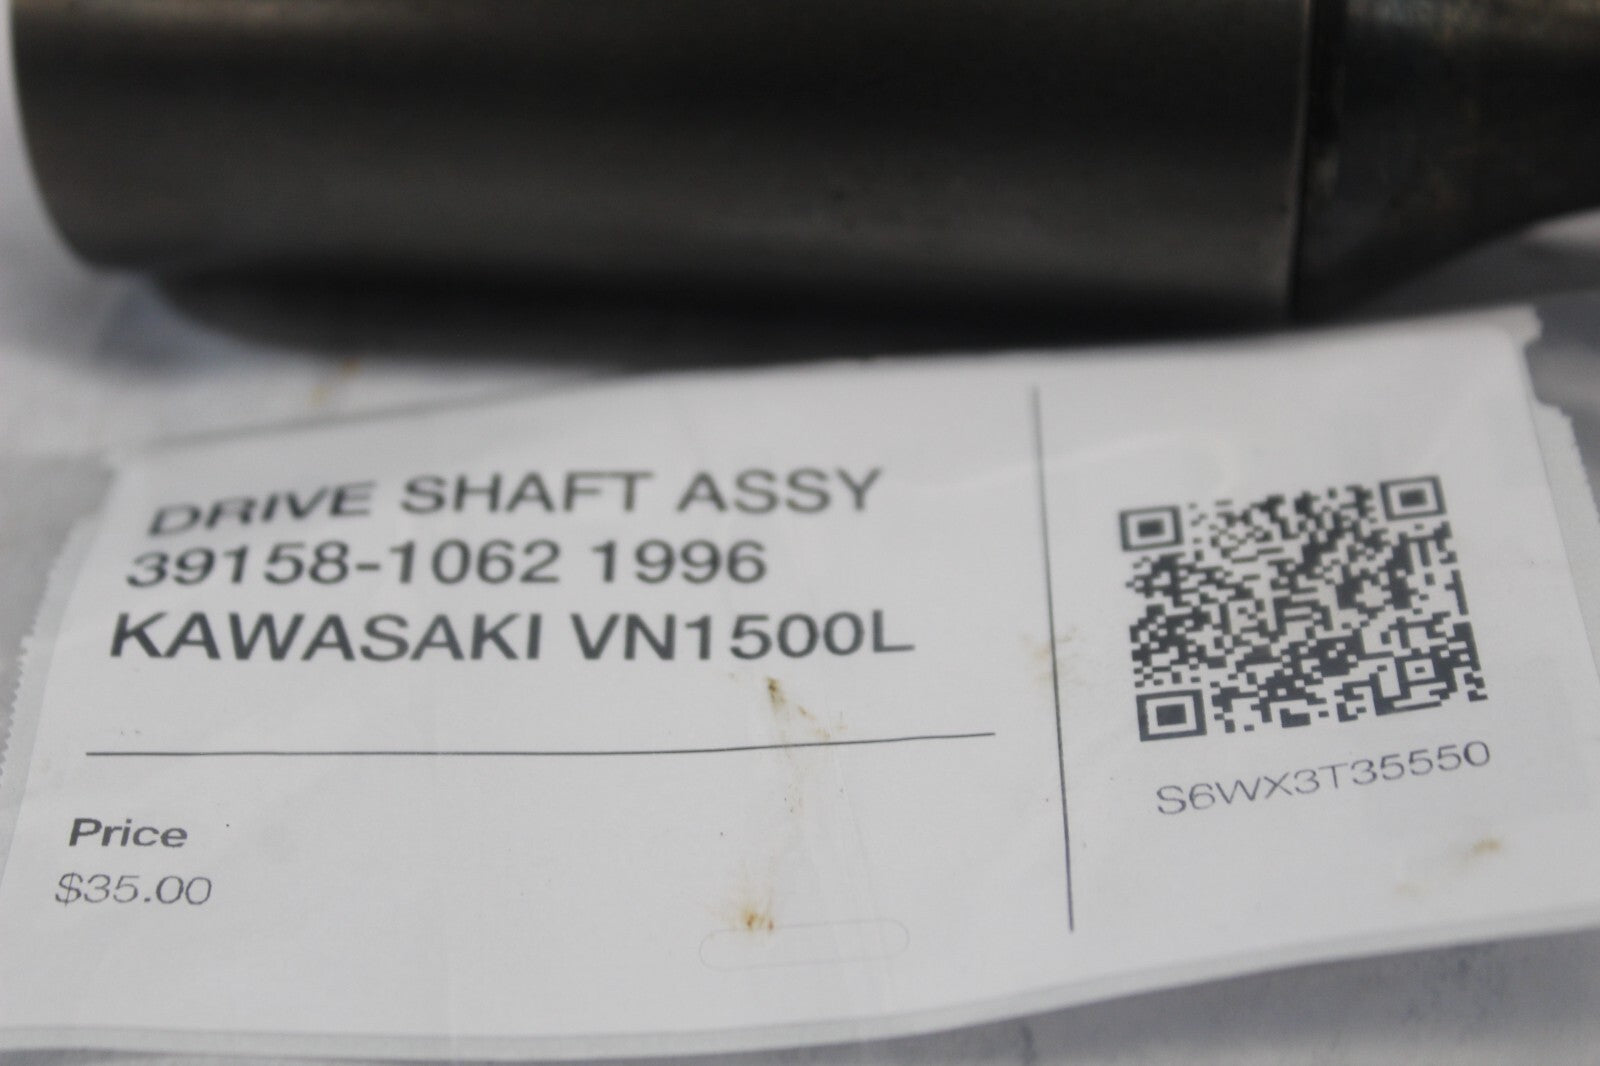 DRIVE SHAFT ASSY
39158-1062 1996
KAWASAKI VN1500L
Price
$35.00
S6WX3T35550